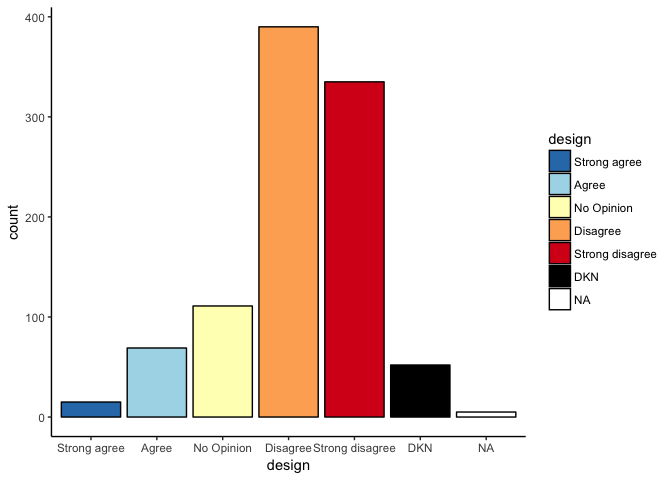 400
300
200
100
0
count
Strong agree Agree No Opinion Disagree Strong disagree DKN NA
design
design
Strong agree
Agree
No Opinion
Disagree
Strong disagree
DKN
NA